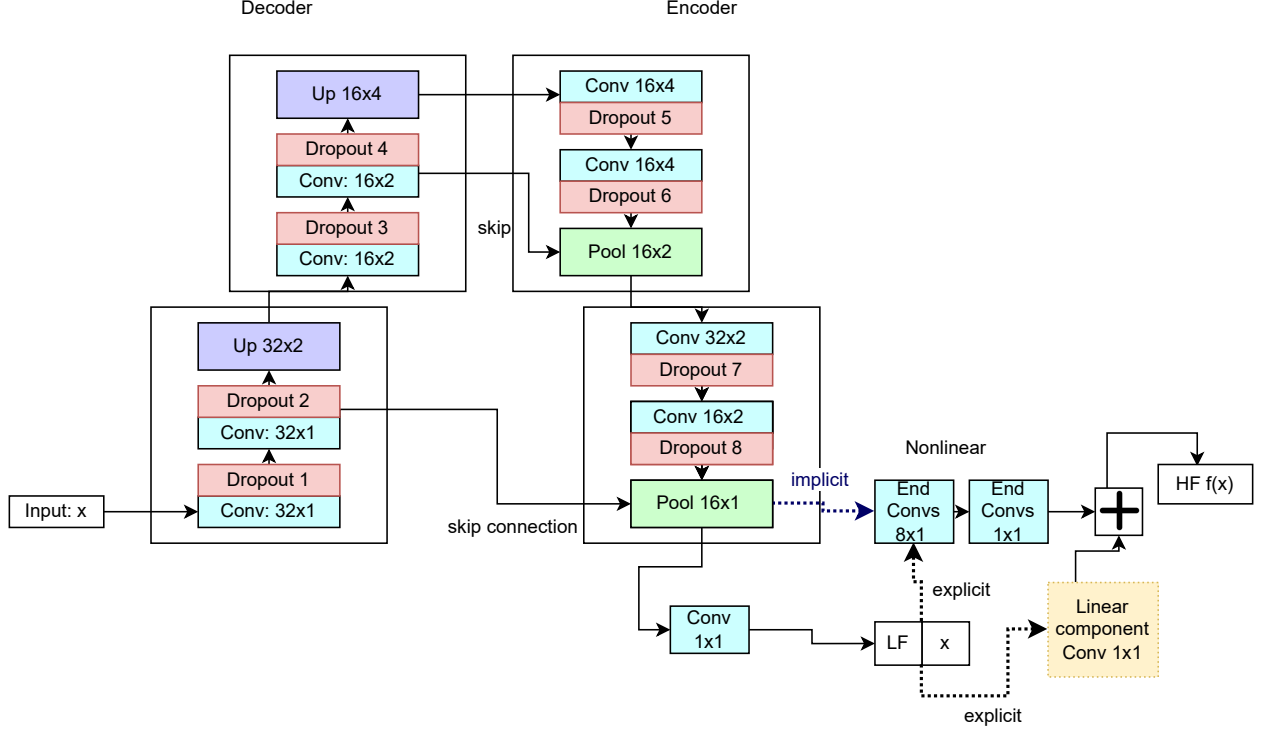 Decoder
Encoder
Up 16x4
Dropout 4
Conv: 16x2
Dropout 3
Conv: 16x2
Conv 16x4
Dropout 5
Conv 16x4
Dropout 6
Pool 16x2
skip
Up 32x2
Dropout 2
Conv: 32x1
Dropout 1
Conv: 32x1
Input: x
Conv 32x2
Dropout 7
Conv 16x2
Dropout 8
Pool 16x1
skip connection
implicit
Nonlinear
End
Convs
8x1
End
Convs
1x1
HF f(x)
explicit
Conv
1x1
LF
x
Linear
component
Conv 1x1
explicit